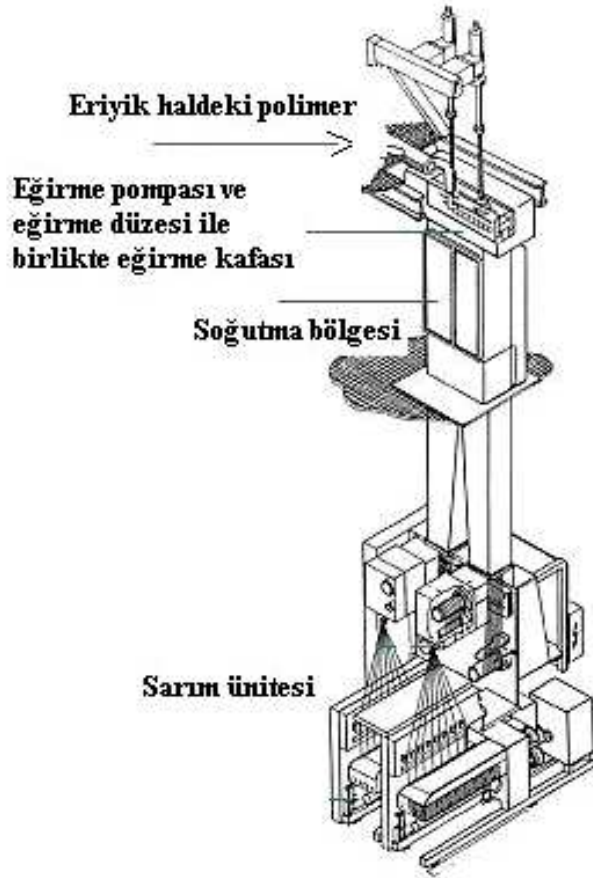 Eriyik haldeki polimer
Eğirme pompası ve
eğirme düzesi ile
birlikte eğirme kafası
Soğutma bölgesi
Sarım ünitesi